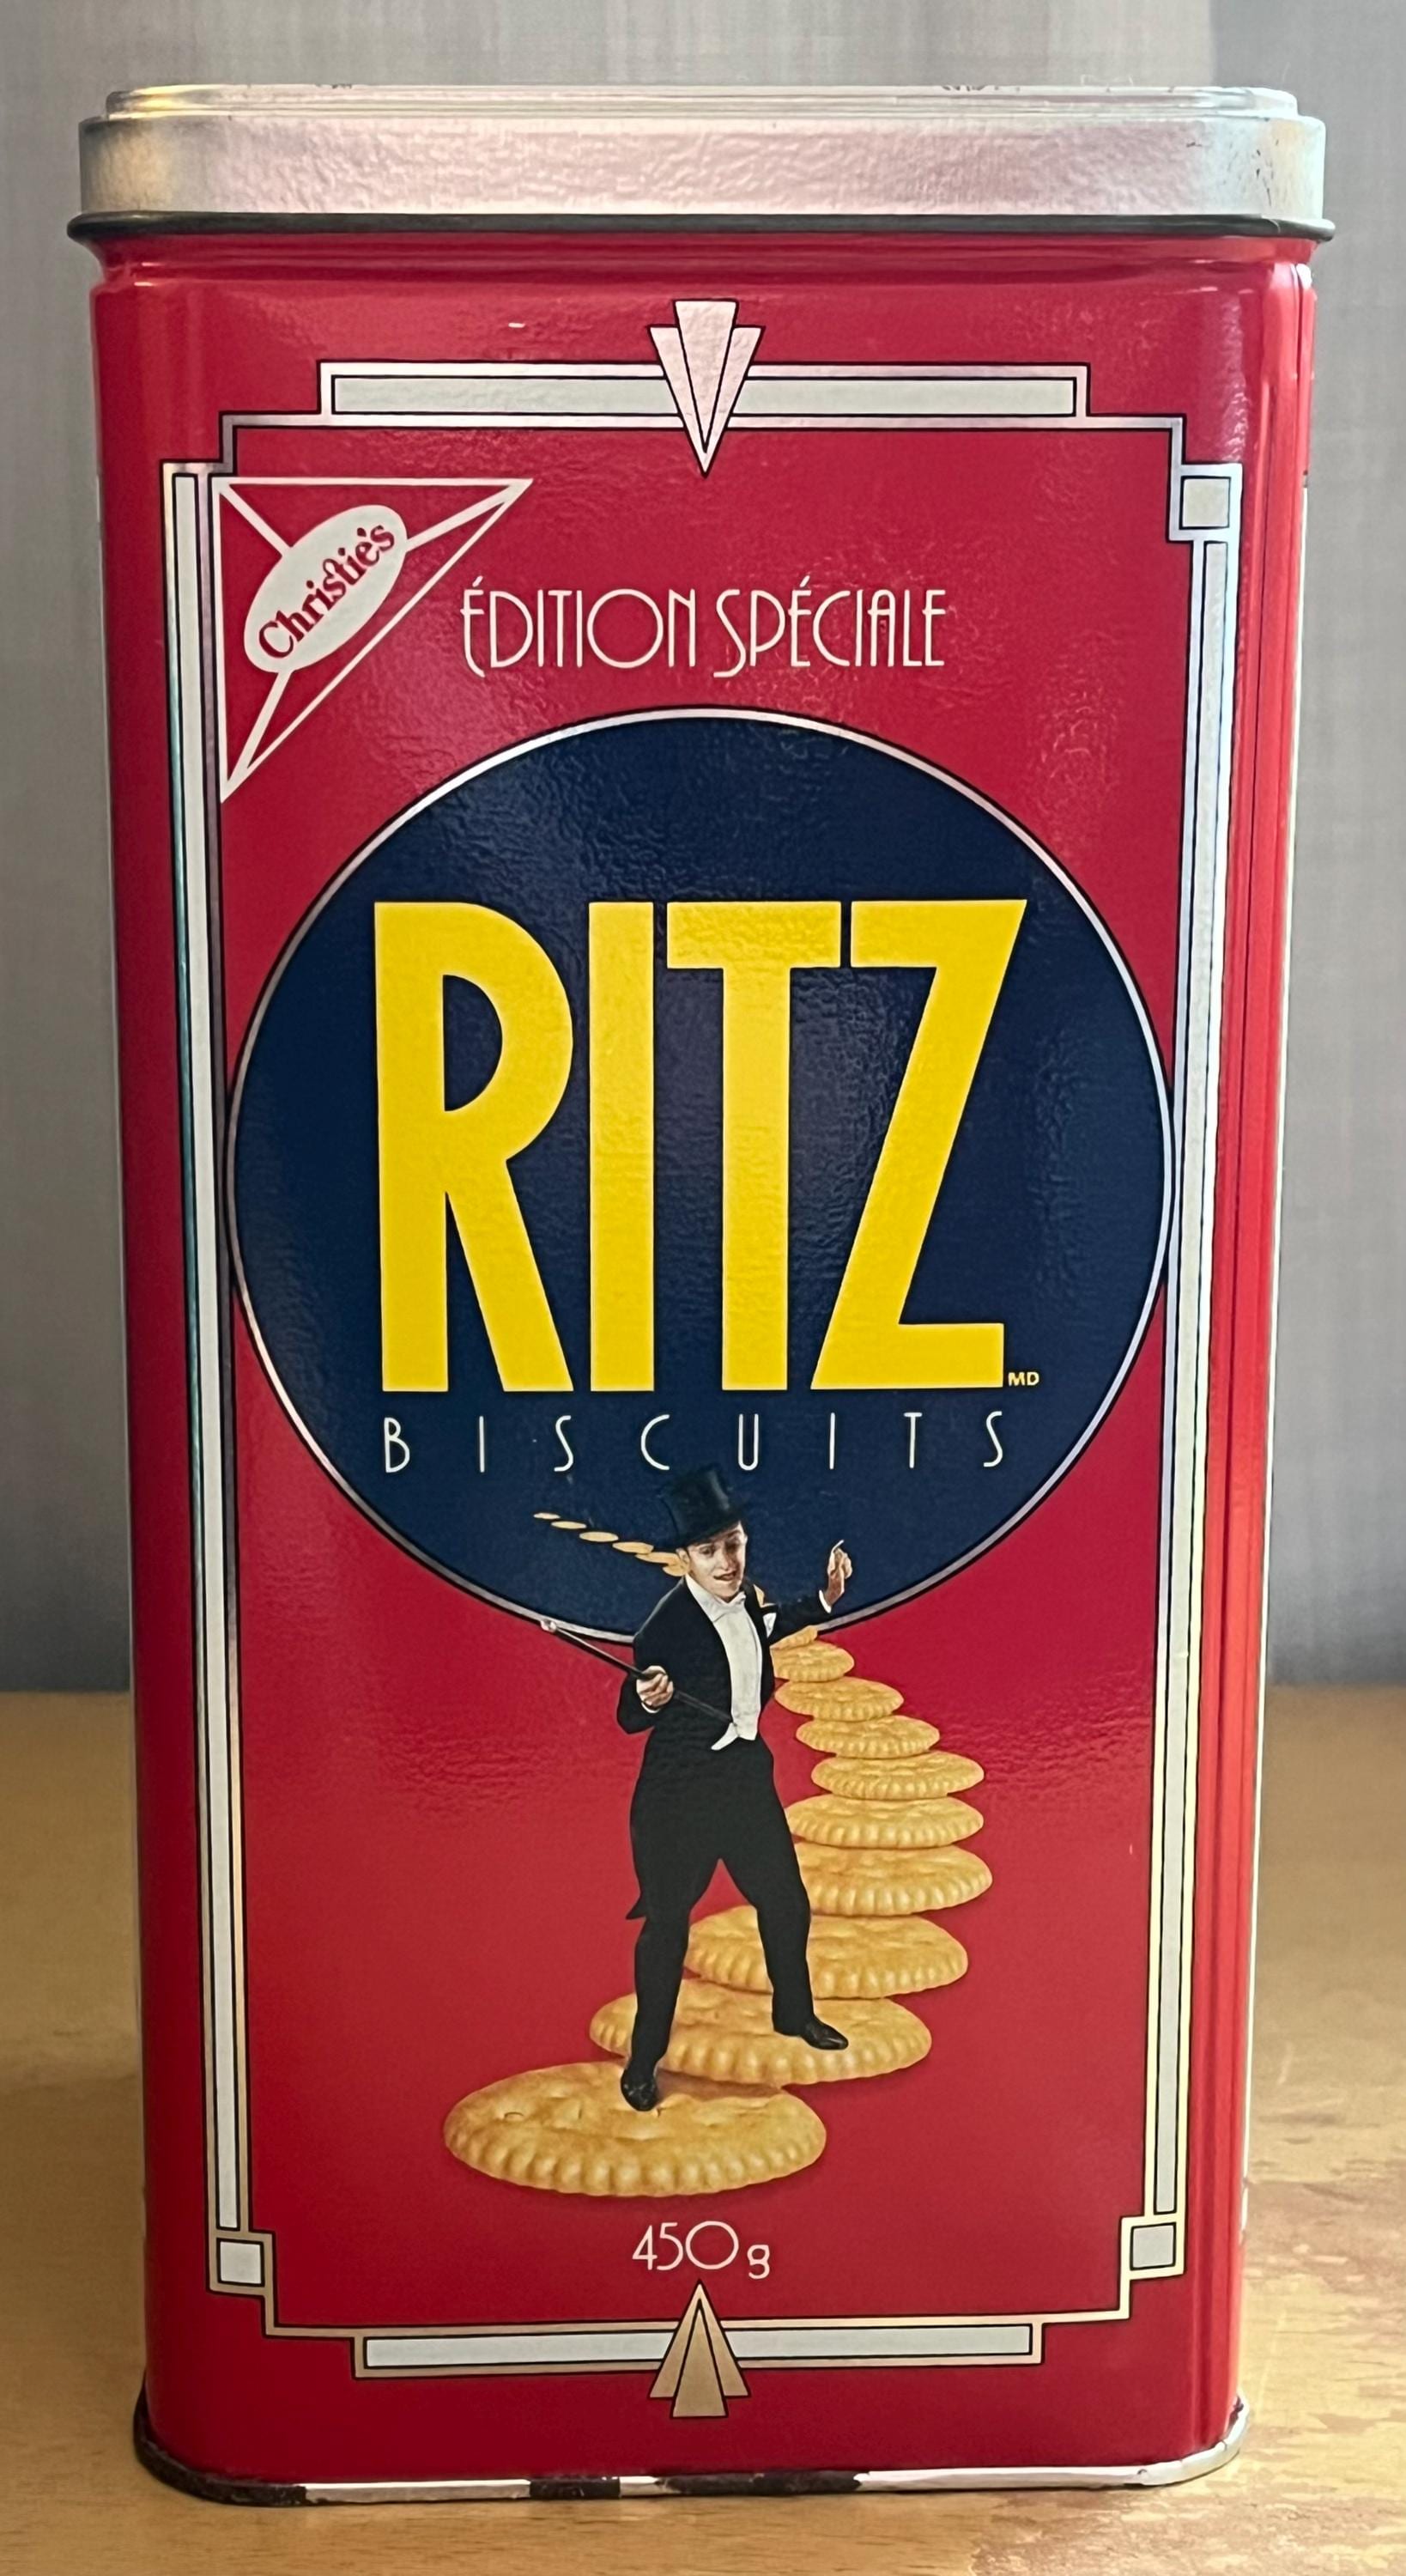 Christie's
ÉDITION SPÉCIALE
RITZ MD
BISCUITS
450g